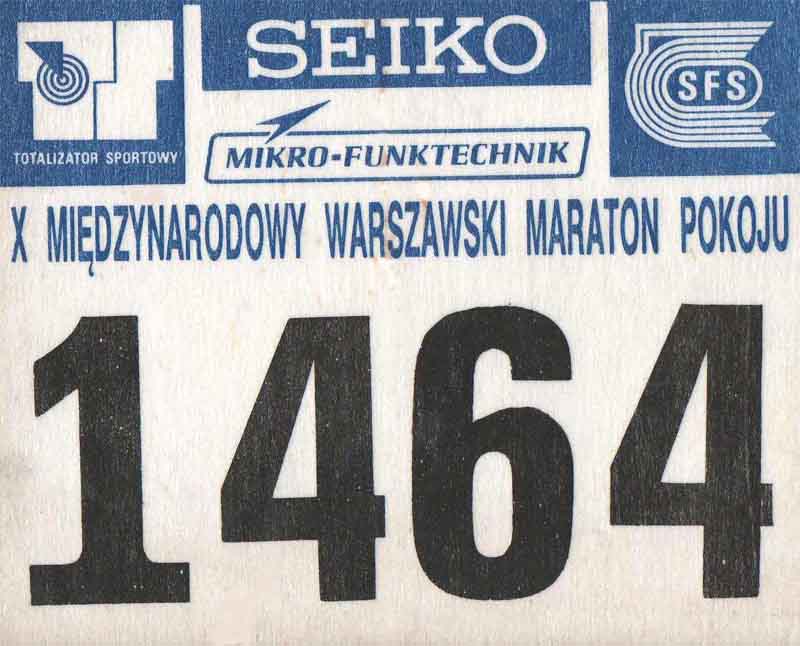 SEIKO
SFS
TOTALIZATOR SPORTOWY
MIKRO-FUNKTECHNIK
X MIĘDZYNARODOWY WARSZAWSKI MARATON POKOJU
1464